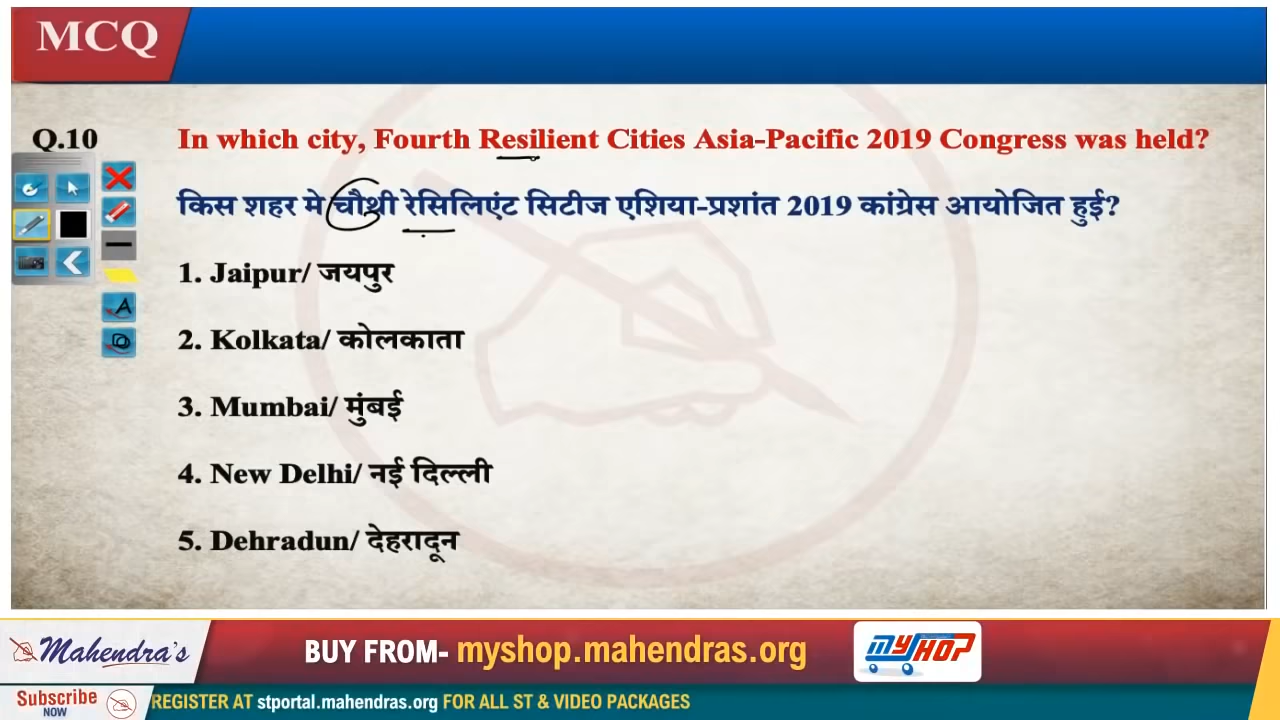 MCQ
Q.10 In which city, Fourth Resilient Cities Asia-Pacific 2019 Congress was held?
किस शहर मे चौथी रेसिलिएंट सिटीज एशिया-प्रशांत 2019 कांग्रेस आयोजित हुई?
1. Jaipur/ जयपुर
2. Kolkata/ कोलकाता
3. Mumbai/ मुंबई
4. New Delhi/ नई दिल्ली
5. Dehradun/ देहरादून
Mahendra's BUY FROM- myshop.mahendras.org MY SHOP
Subscribe NOW REGISTER AT stportal.mahendras.org FOR ALL ST & VIDEO PACKAGES